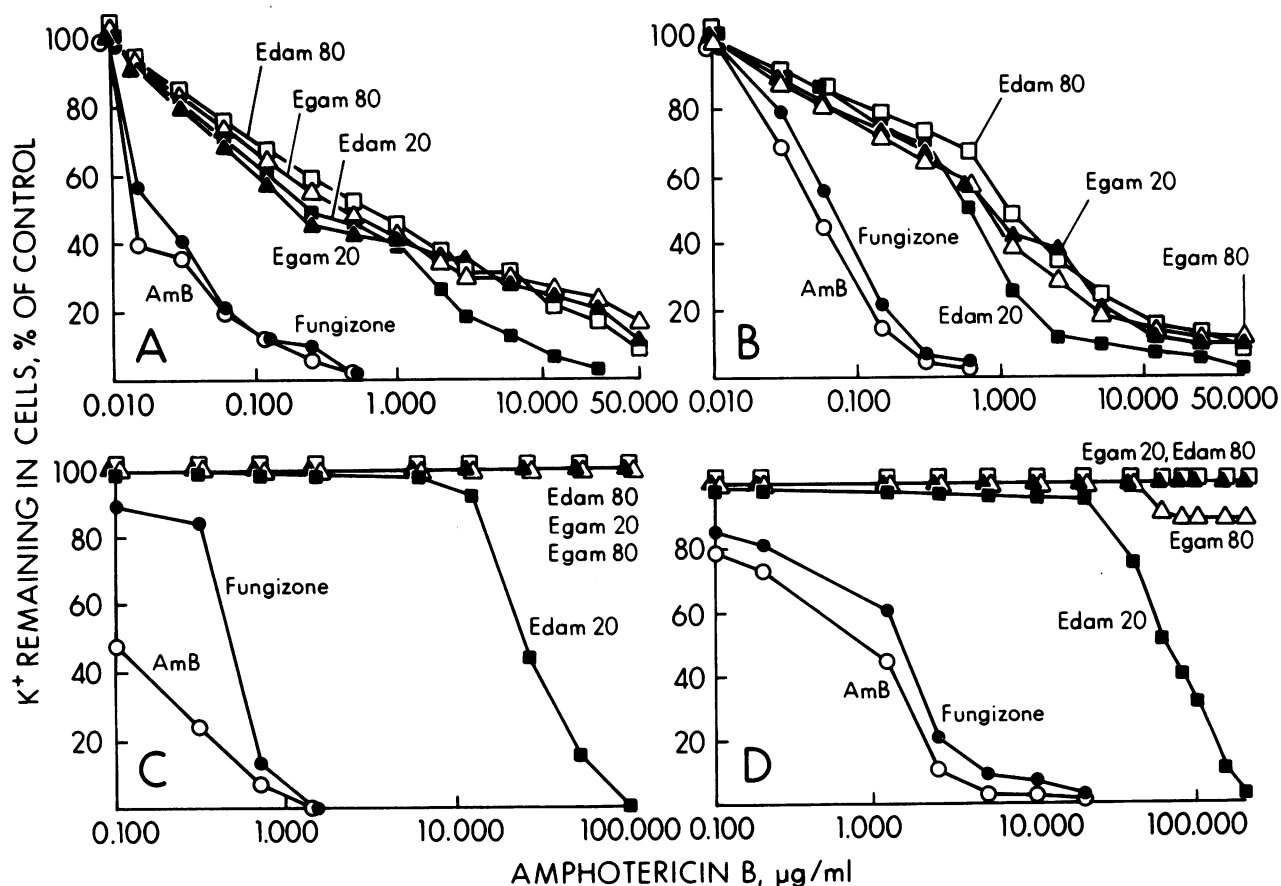 K+ REMAINING IN CELLS, % OF CONTROL
100
80
60
40
20
Edam 80
Egam 80
Edam 20
Egam 20
AmB
Fungizone
A
0.010 0.100 1.000 10.000 50.000
100
80
60
40
20
Edam 80
Egam 20
Fungizone
Egam 80
AmB
Edam 20
B
0.010 0.100 1.000 10.000 50.000
100
80
60
40
20
Edam 80
Egam 20
Egam 80
Fungizone
Edam 20
AmB
C
0.100 1.000 10.000 100.000
Egam 20, Edam 80
100
80
60
40
20
Egam 80
Edam 20
AmB
Fungizone
D
0.100 1.000 10.000 100.000
AMPHOTERICIN B, µg/ml